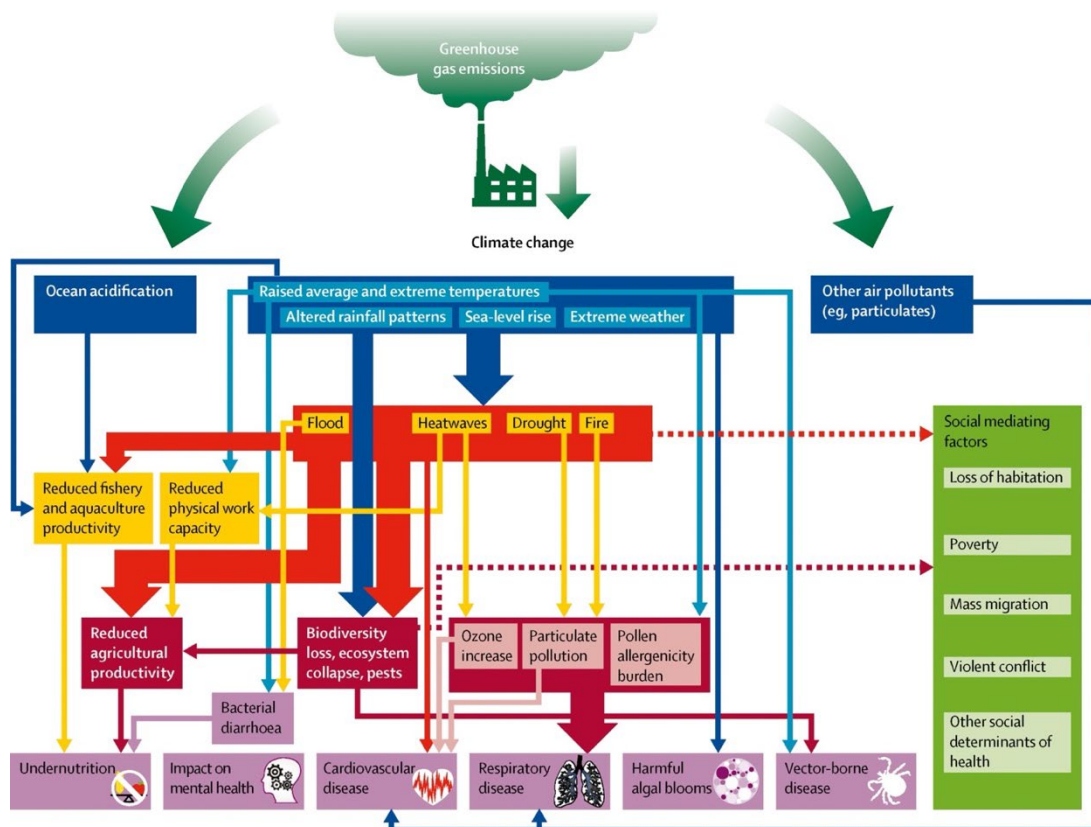 Greenhouse
gas emissions
Climate change
Ocean acidification
Raised average and extreme temperatures
Altered rainfall patterns
Sea-level rise
Extreme weather
Other air pollutants
(eg, particulates)
Flood
Heatwaves
Drought
Fire
Social mediating
factors
Loss of habitation
Poverty
Mass migration
Violent conflict
Other social
determinants of
health
Reduced fishery
and aquaculture
productivity
Reduced
physical work
capacity
Reduced
agricultural
productivity
Biodiversity
loss, ecosystem
collapse, pests
Ozone
increase
Particulate
pollution
Pollen
allergenicity
burden
Bacterial
diarrhoea
Undernutrition
Impact on
mental health
Cardiovascular
disease
Respiratory
disease
Harmful
algal blooms
Vector-borne
disease